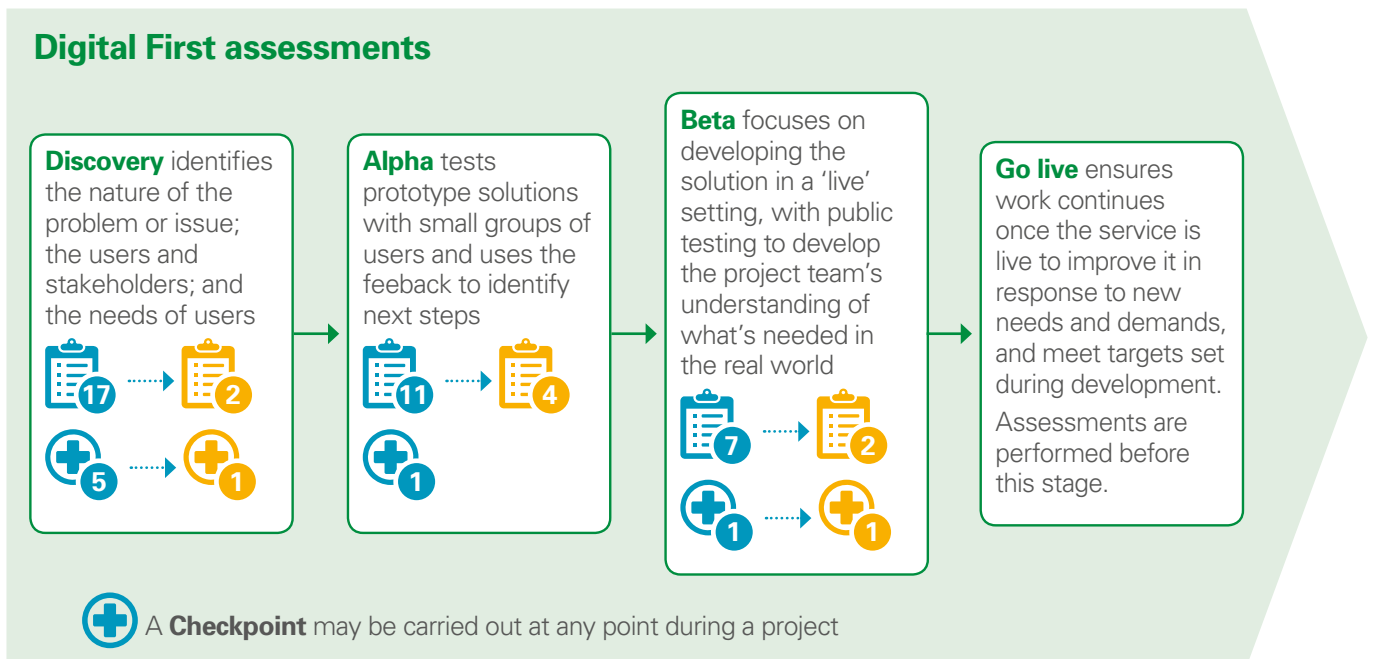 Digital First assessments
Discovery identifies
the nature of the
problem or issue;
the users and
stakeholders; and
the needs of users
17
2
5
1
Alpha tests
prototype solutions
with small groups of
users and uses the
feeback to identify
next steps
11
4
1
Beta focuses on
developing the
solution in a ‘live’
setting, with public
testing to develop
the project team’s
understanding of
what’s needed in
the real world
7
2
1
1
Go live ensures
work continues
once the service is
live to improve it in
response to new
needs and demands,
and meet targets set
during development.
Assessments are
performed before
this stage.
A Checkpoint may be carried out at any point during a project